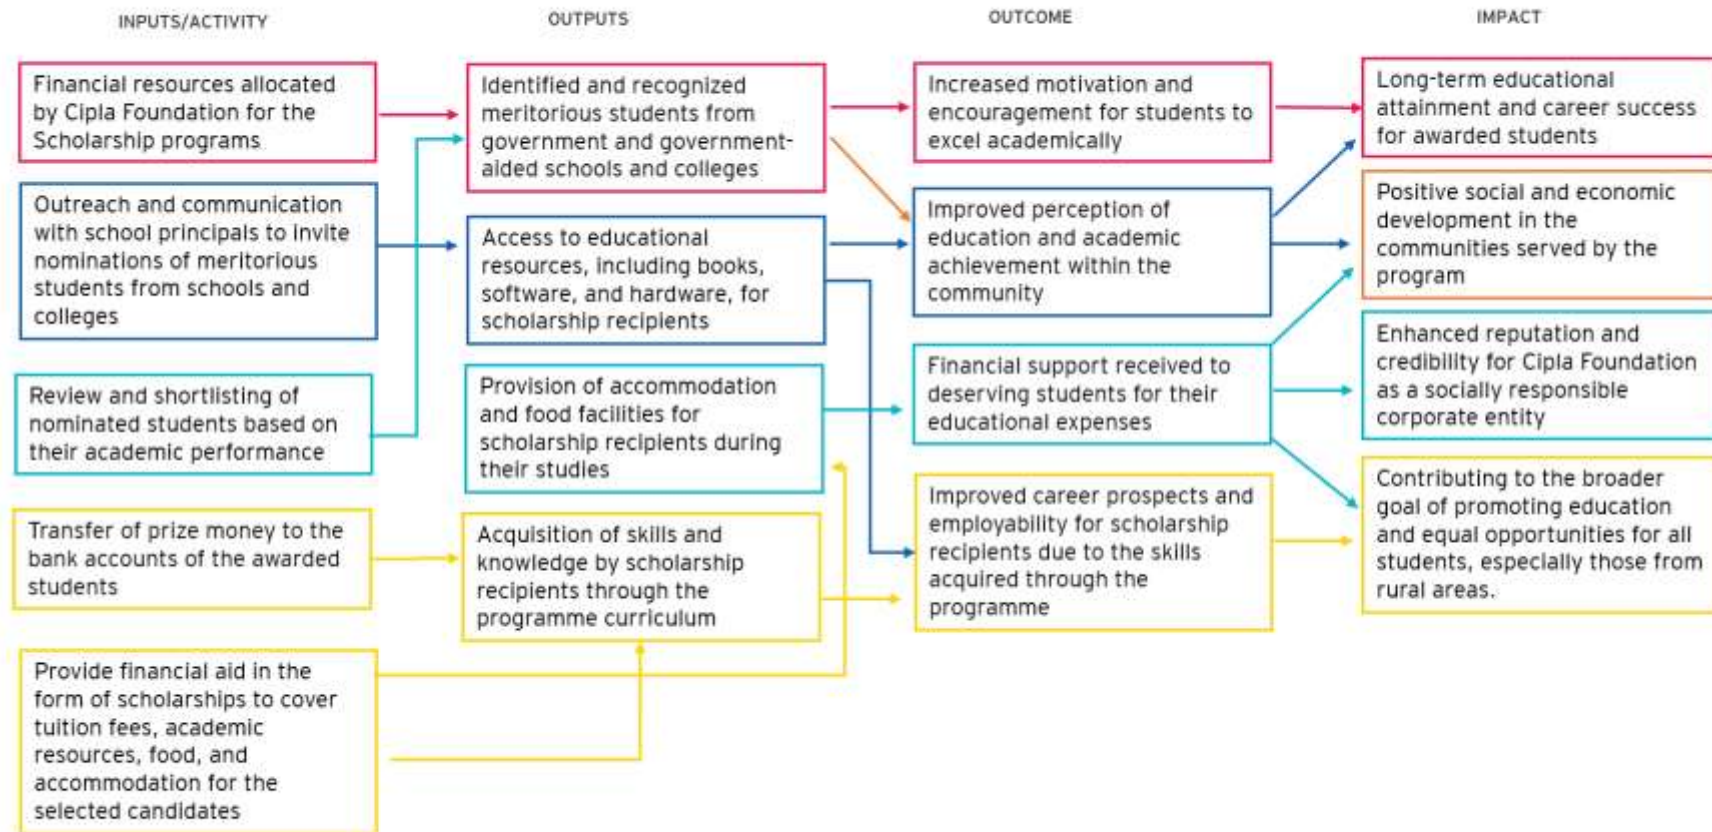 INPUTS/ACTIVITY
OUTPUTS
OUTCOME
IMPACT
Financial resources allocated
by Cipla Foundation for the
Scholarship programs
Outreach and communication
with school principals to invite
nominations of meritorious
students from schools and
colleges
Review and shortlisting of
nominated students based on
their academic performance
Transfer of prize money to the
bank accounts of the awarded
students
Provide financial aid in the
form of scholarships to cover
tuition fees, academic
resources, food, and
accommodation for the
selected candidates
Identified and recognized
meritorious students from
government and government-
aided schools and colleges
Access to educational
resources, including books,
software, and hardware, for
scholarship recipients
Provision of accommodation
and food facilities for
scholarship recipients during
their studies
Acquisition of skills and
knowledge by scholarship
recipients through the
programme curriculum
Increased motivation and
encouragement for students to
excel academically
Improved perception of
education and academic
achievement within the
community
Financial support received to
deserving students for their
educational expenses
Improved career prospects and
employability for scholarship
recipients due to the skills
acquired through the
programme
Long-term educational
attainment and career success
for awarded students
Positive social and economic
development in the
communities served by the
program
Enhanced reputation and
credibility for Cipla Foundation
as a socially responsible
corporate entity
Contributing to the broader
goal of promoting education
and equal opportunities for all
students, especially those from
rural areas.